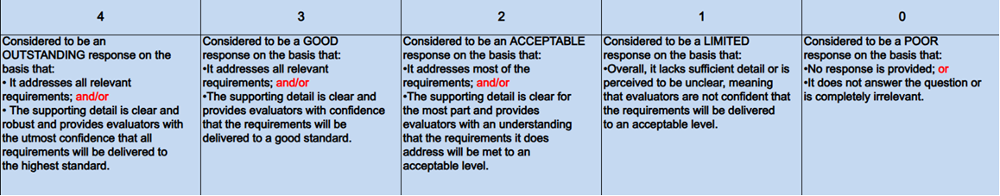 4
3
2
1
0
Considered to be an
OUTSTANDING response on the
basis that:
• It addresses all relevant
requirements; and/or
• The supporting detail is clear and
robust and provides evaluators with
the utmost confidence that all
requirements will be delivered to
the highest standard.
Considered to be a GOOD
response on the basis that:
•It addresses all relevant
requirements; and/or
•The supporting detail is clear and
provides evaluators with confidence
that the requirements will be
delivered to a good standard.
Considered to be an ACCEPTABLE
response on the basis that:
•It addresses most of the
requirements; and/or
•The supporting detail is clear for
the most part and provides
evaluators with an understanding
that the requirements it does
address will be met to an
acceptable level.
Considered to be a LIMITED
response on the basis that:
•Overall, it lacks sufficient detail or is
perceived to be unclear, meaning
that evaluators are not confident that
the requirements will be delivered
to an acceptable level.
Considered to be a POOR
response on the basis that:
•No response is provided; or
•It does not answer the question or
is completely irrelevant.